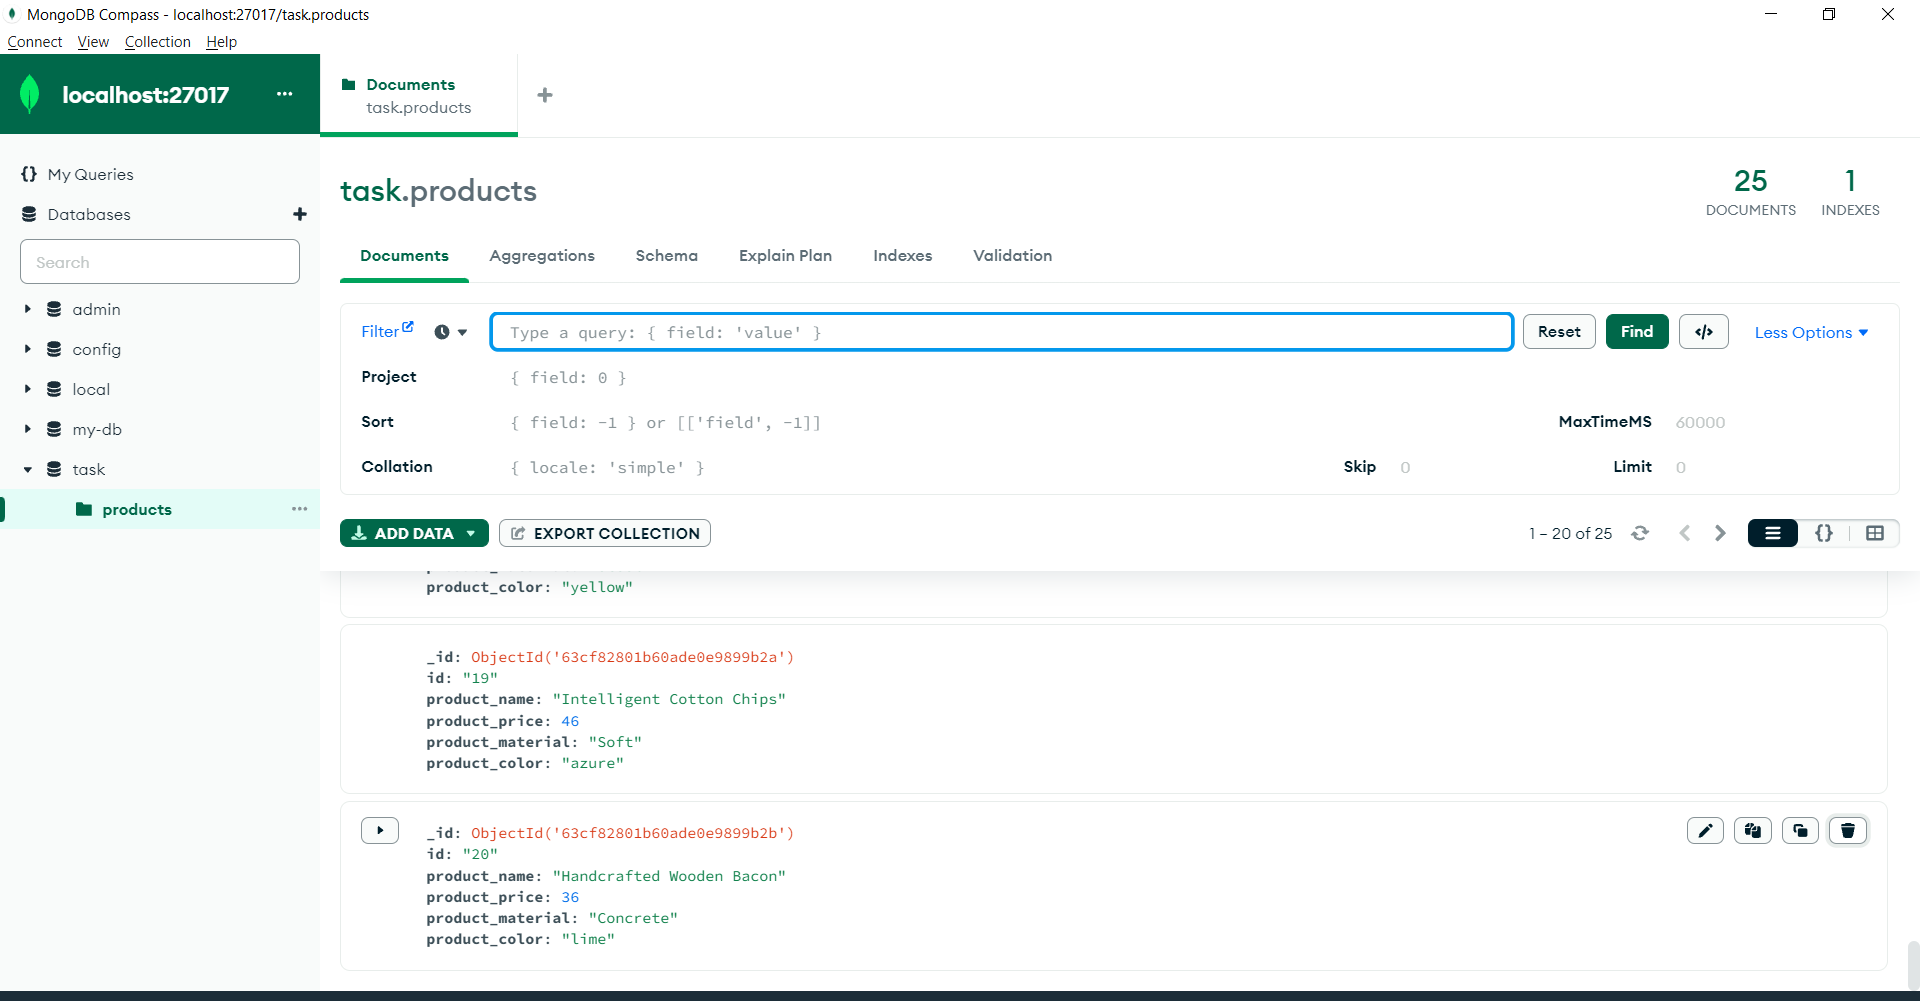 MongoDB Compass - localhost:27017/task.products
Connect View Collection Help
localhost:27017 ...
Documents
task.products
My Queries
Databases
Search
admin
config
local
my-db
task
products ...
task.products
25
DOCUMENTS
1
INDEXES
Documents Aggregations Schema Explain Plan Indexes Validation
Filter Type a query: { field: 'value' } Reset Find </> Less Options
Project { field: 0 }
Sort { field: -1 } or [['field', -1]] MaxTimeMS 60000
Collation { locale: 'simple' } Skip 0 Limit 0
ADD DATA EXPORT COLLECTION 1 – 20 of 25 {}
product_color: "yellow"
_id: ObjectId('63cf82801b60ade0e9899b2a')
id: "19"
product_name: "Intelligent Cotton Chips"
product_price: 46
product_material: "Soft"
product_color: "azure"
_id: ObjectId('63cf82801b60ade0e9899b2b')
id: "20"
product_name: "Handcrafted Wooden Bacon"
product_price: 36
product_material: "Concrete"
product_color: "lime"